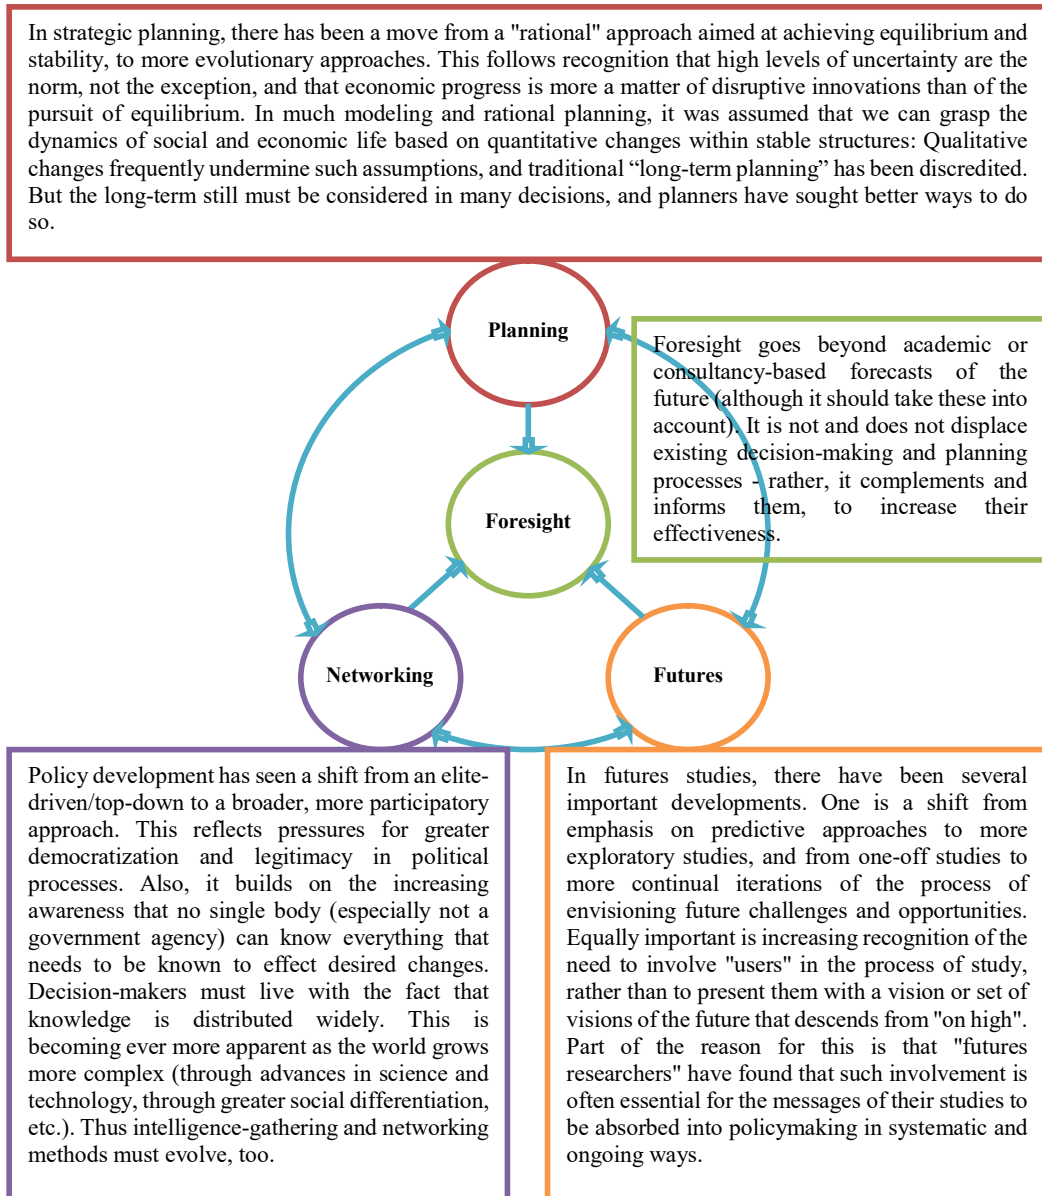 In strategic planning, there has been a move from a "rational" approach aimed at achieving equilibrium and
stability, to more evolutionary approaches. This follows recognition that high levels of uncertainty are the
norm, not the exception, and that economic progress is more a matter of disruptive innovations than of the
pursuit of equilibrium. In much modeling and rational planning, it was assumed that we can grasp the
dynamics of social and economic life based on quantitative changes within stable structures: Qualitative
changes frequently undermine such assumptions, and traditional “long-term planning” has been discredited.
But the long-term still must be considered in many decisions, and planners have sought better ways to do
so.
Planning
Foresight goes beyond academic or
consultancy-based forecasts of the
future (although it should take these into
account). It is not and does not displace
existing decision-making and planning
processes - rather, it complements and
informs them, to increase their
effectiveness.
Foresight
Networking
Futures
Policy development has seen a shift from an elite-
driven/top-down to a broader, more participatory
approach. This reflects pressures for greater
democratization and legitimacy in political
processes. Also, it builds on the increasing
awareness that no single body (especially not a
government agency) can know everything that
needs to be known to effect desired changes.
Decision-makers must live with the fact that
knowledge is distributed widely. This is
becoming ever more apparent as the world grows
more complex (through advances in science and
technology, through greater social differentiation,
etc.). Thus intelligence-gathering and networking
methods must evolve, too.
In futures studies, there have been several
important developments. One is a shift from
emphasis on predictive approaches to more
exploratory studies, and from one-off studies to
more continual iterations of the process of
envisioning future challenges and opportunities.
Equally important is increasing recognition of the
need to involve "users" in the process of study,
rather than to present them with a vision or set of
visions of the future that descends from "on high".
Part of the reason for this is that "futures
researchers" have found that such involvement is
often essential for the messages of their studies to
be absorbed into policymaking in systematic and
ongoing ways.